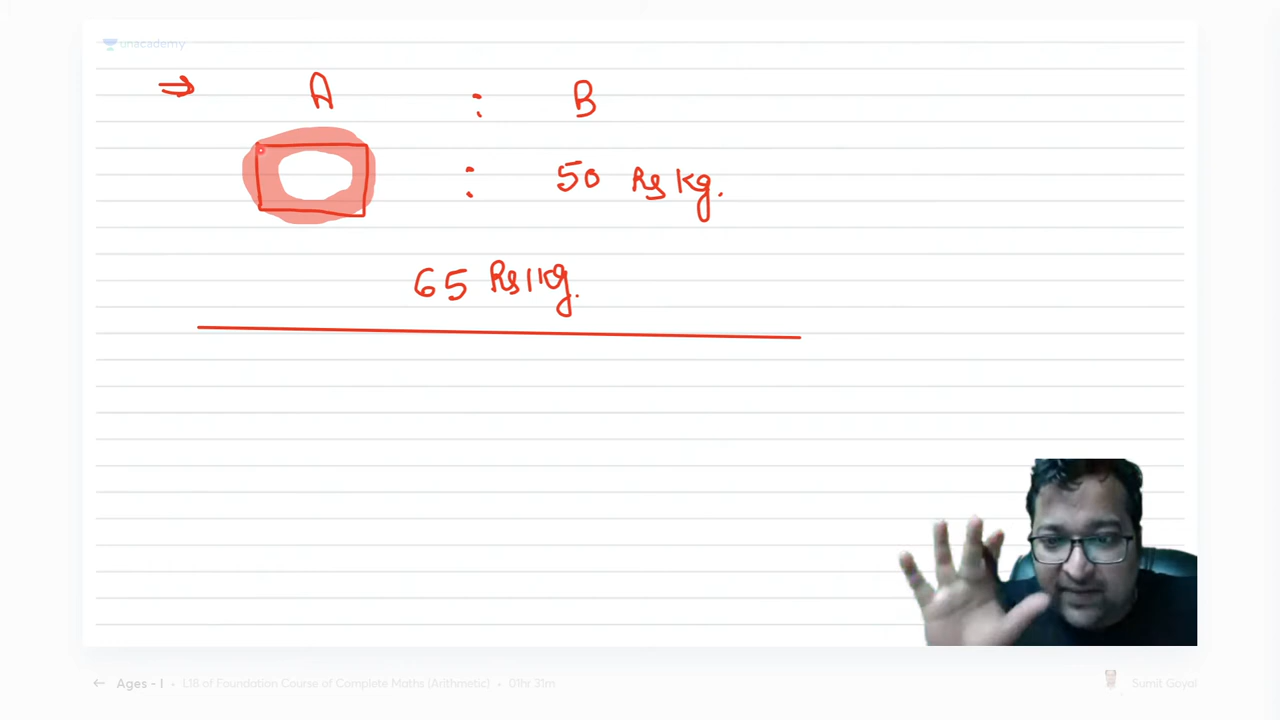 unacademy
⇒ A : B
: 50 Rs kg.
65 Rs/kg.
← Ages - I • L18 of Foundation Course of Complete Maths (Arithmetic) • 01hr 31m
Sumit Goyal